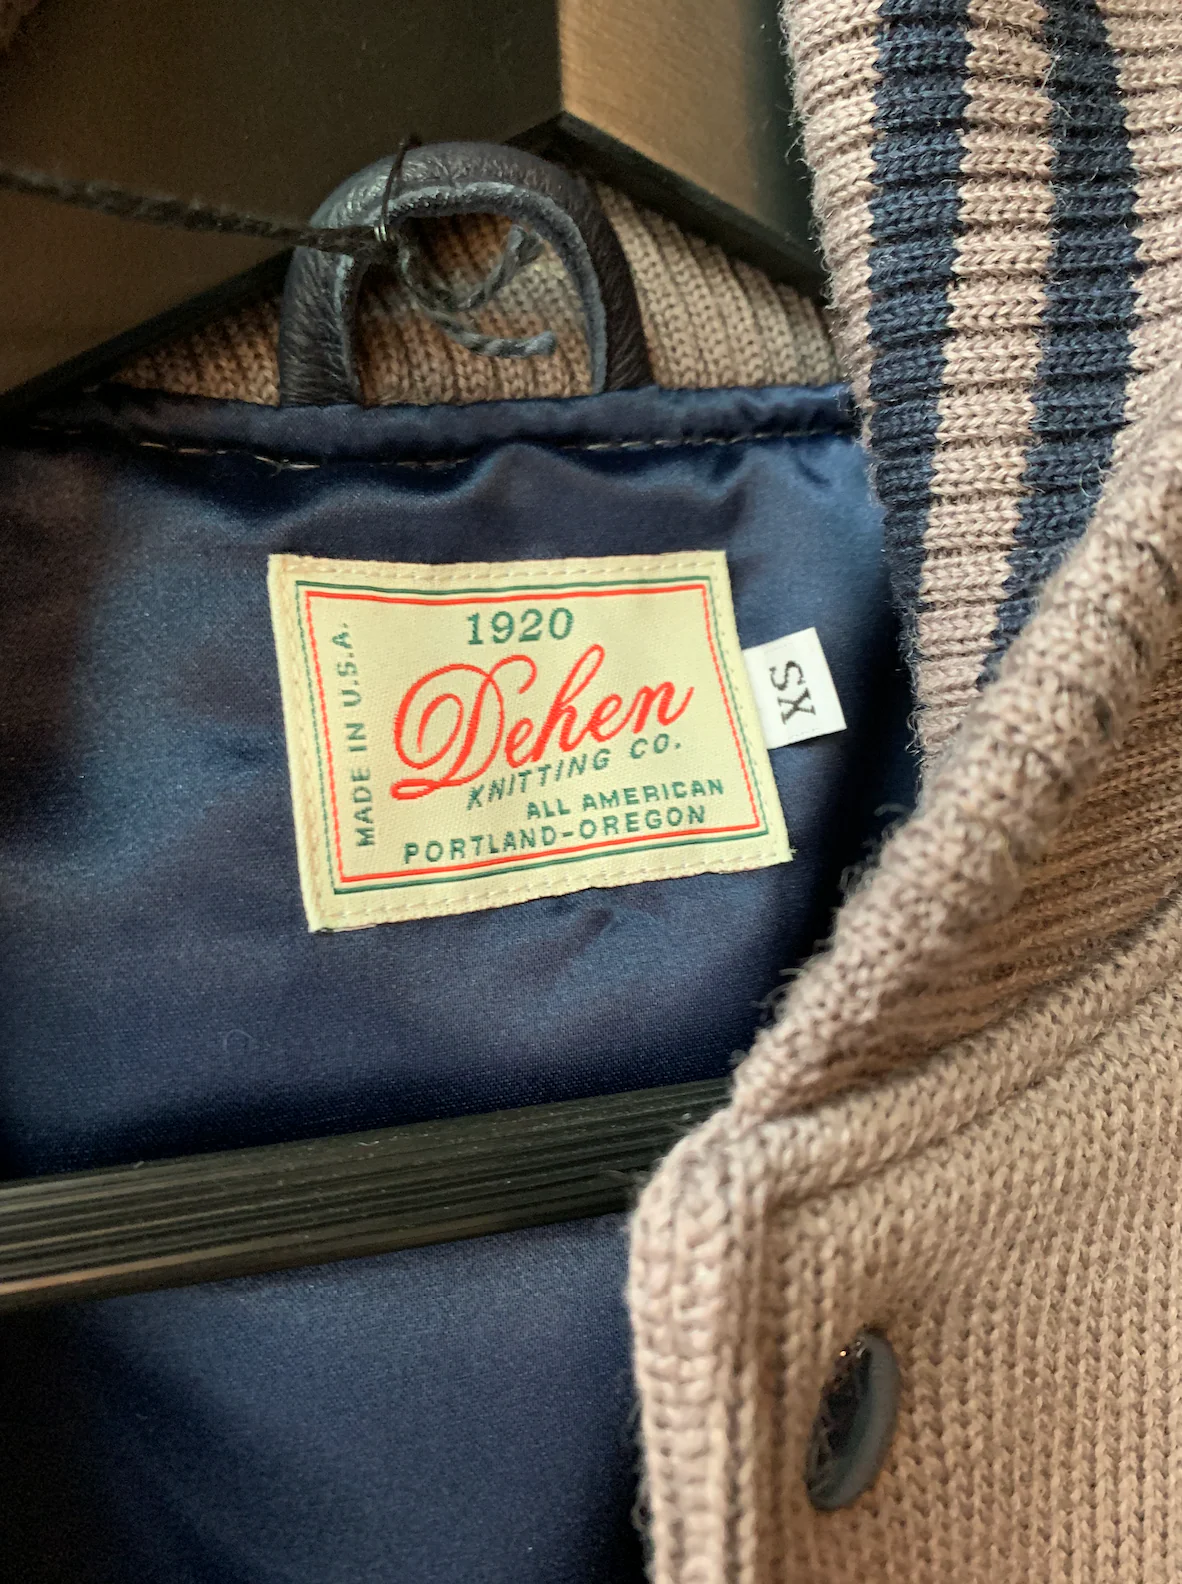 1920
Dehen
KNITTING CO.
ALL AMERICAN
PORTLAND-OREGON
MADE IN U.S.A.
XS